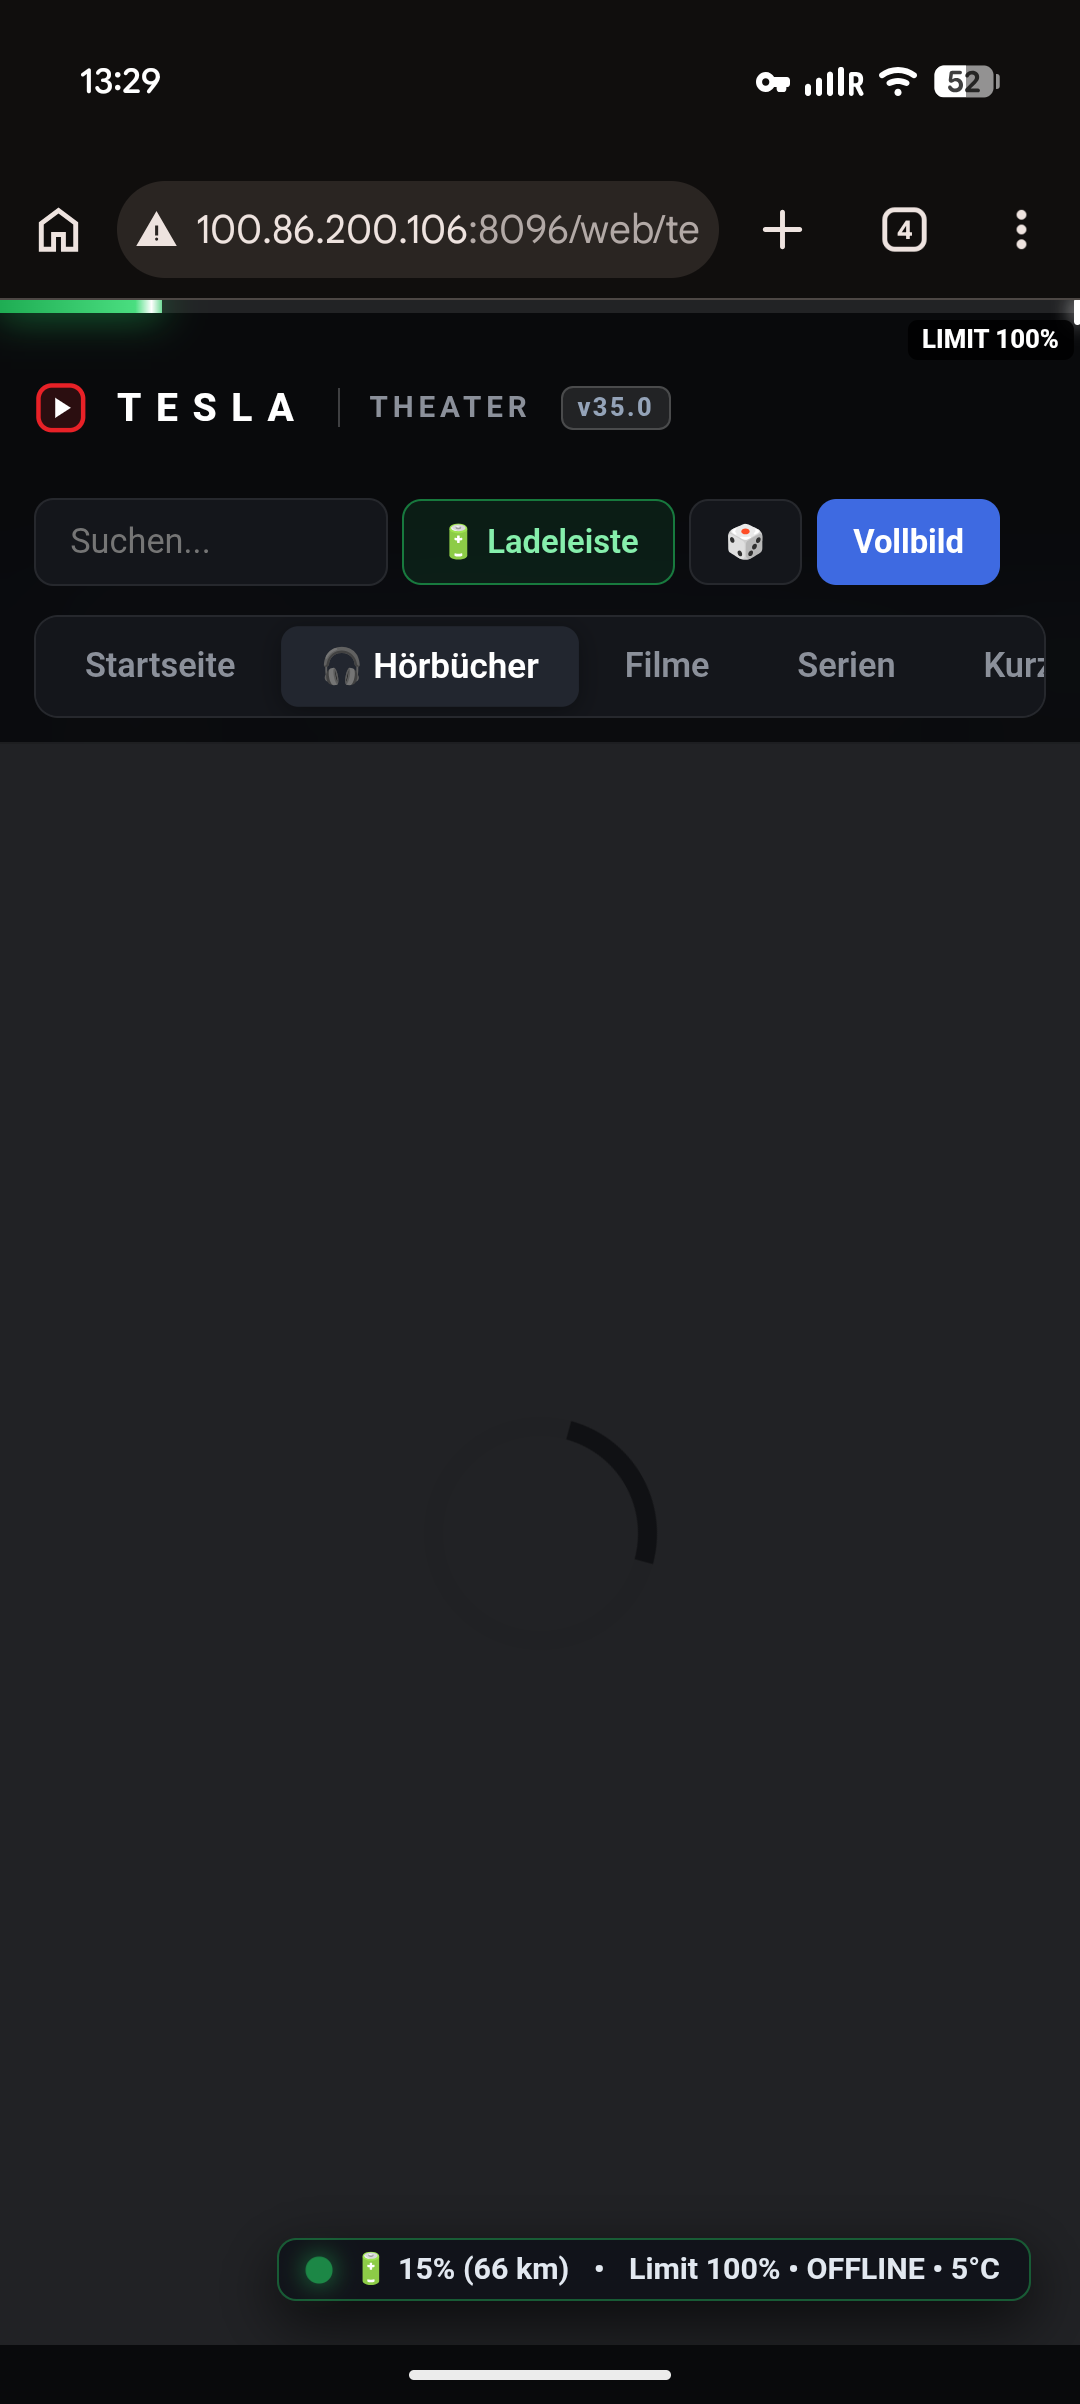 13:29
R
52
100.86.200.106:8096/web/te
4
LIMIT 100%
TESLA THEATER v35.0
Suchen... Ladeleiste Vollbild
Startseite Hörbücher Filme Serien Kurz
15% (66 km) • Limit 100% • OFFLINE • 5°C